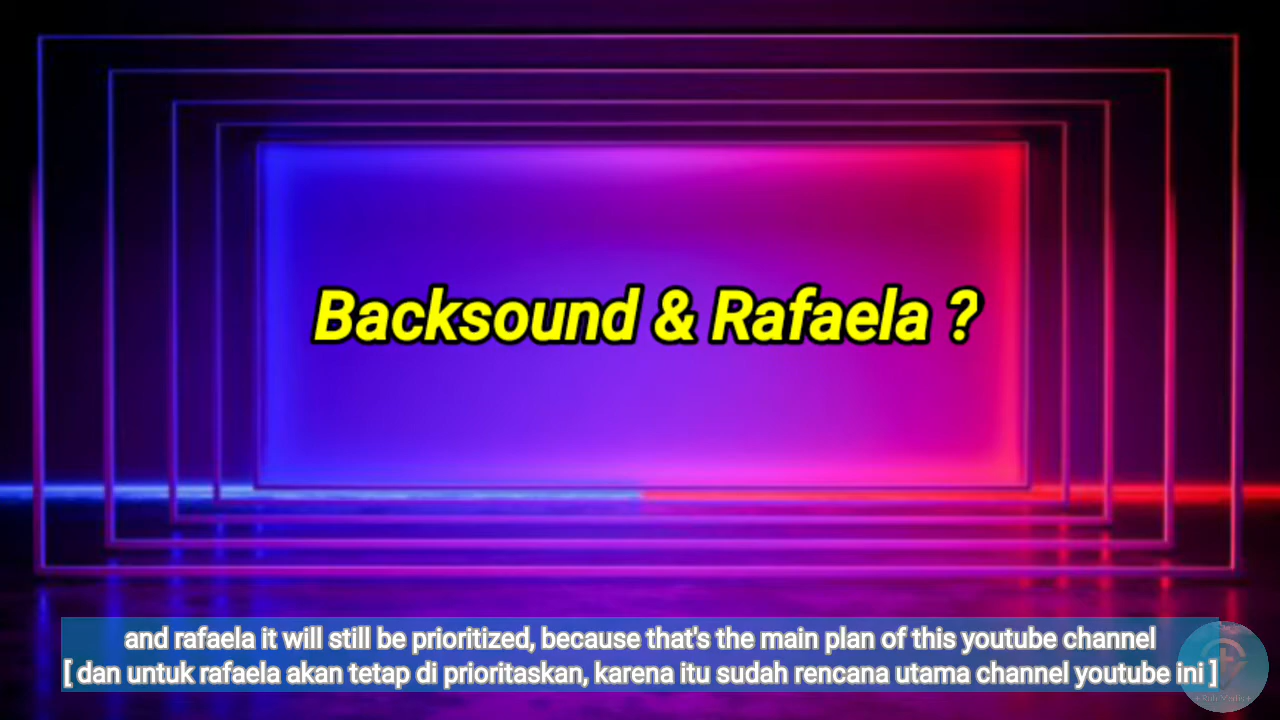 Backsound & Rafaela ?
and rafaela it will still be prioritized, because that's the main plan of this youtube channel
[ dan untuk rafaela akan tetap di prioritaskan, karena itu sudah rencana utama channel youtube ini ]